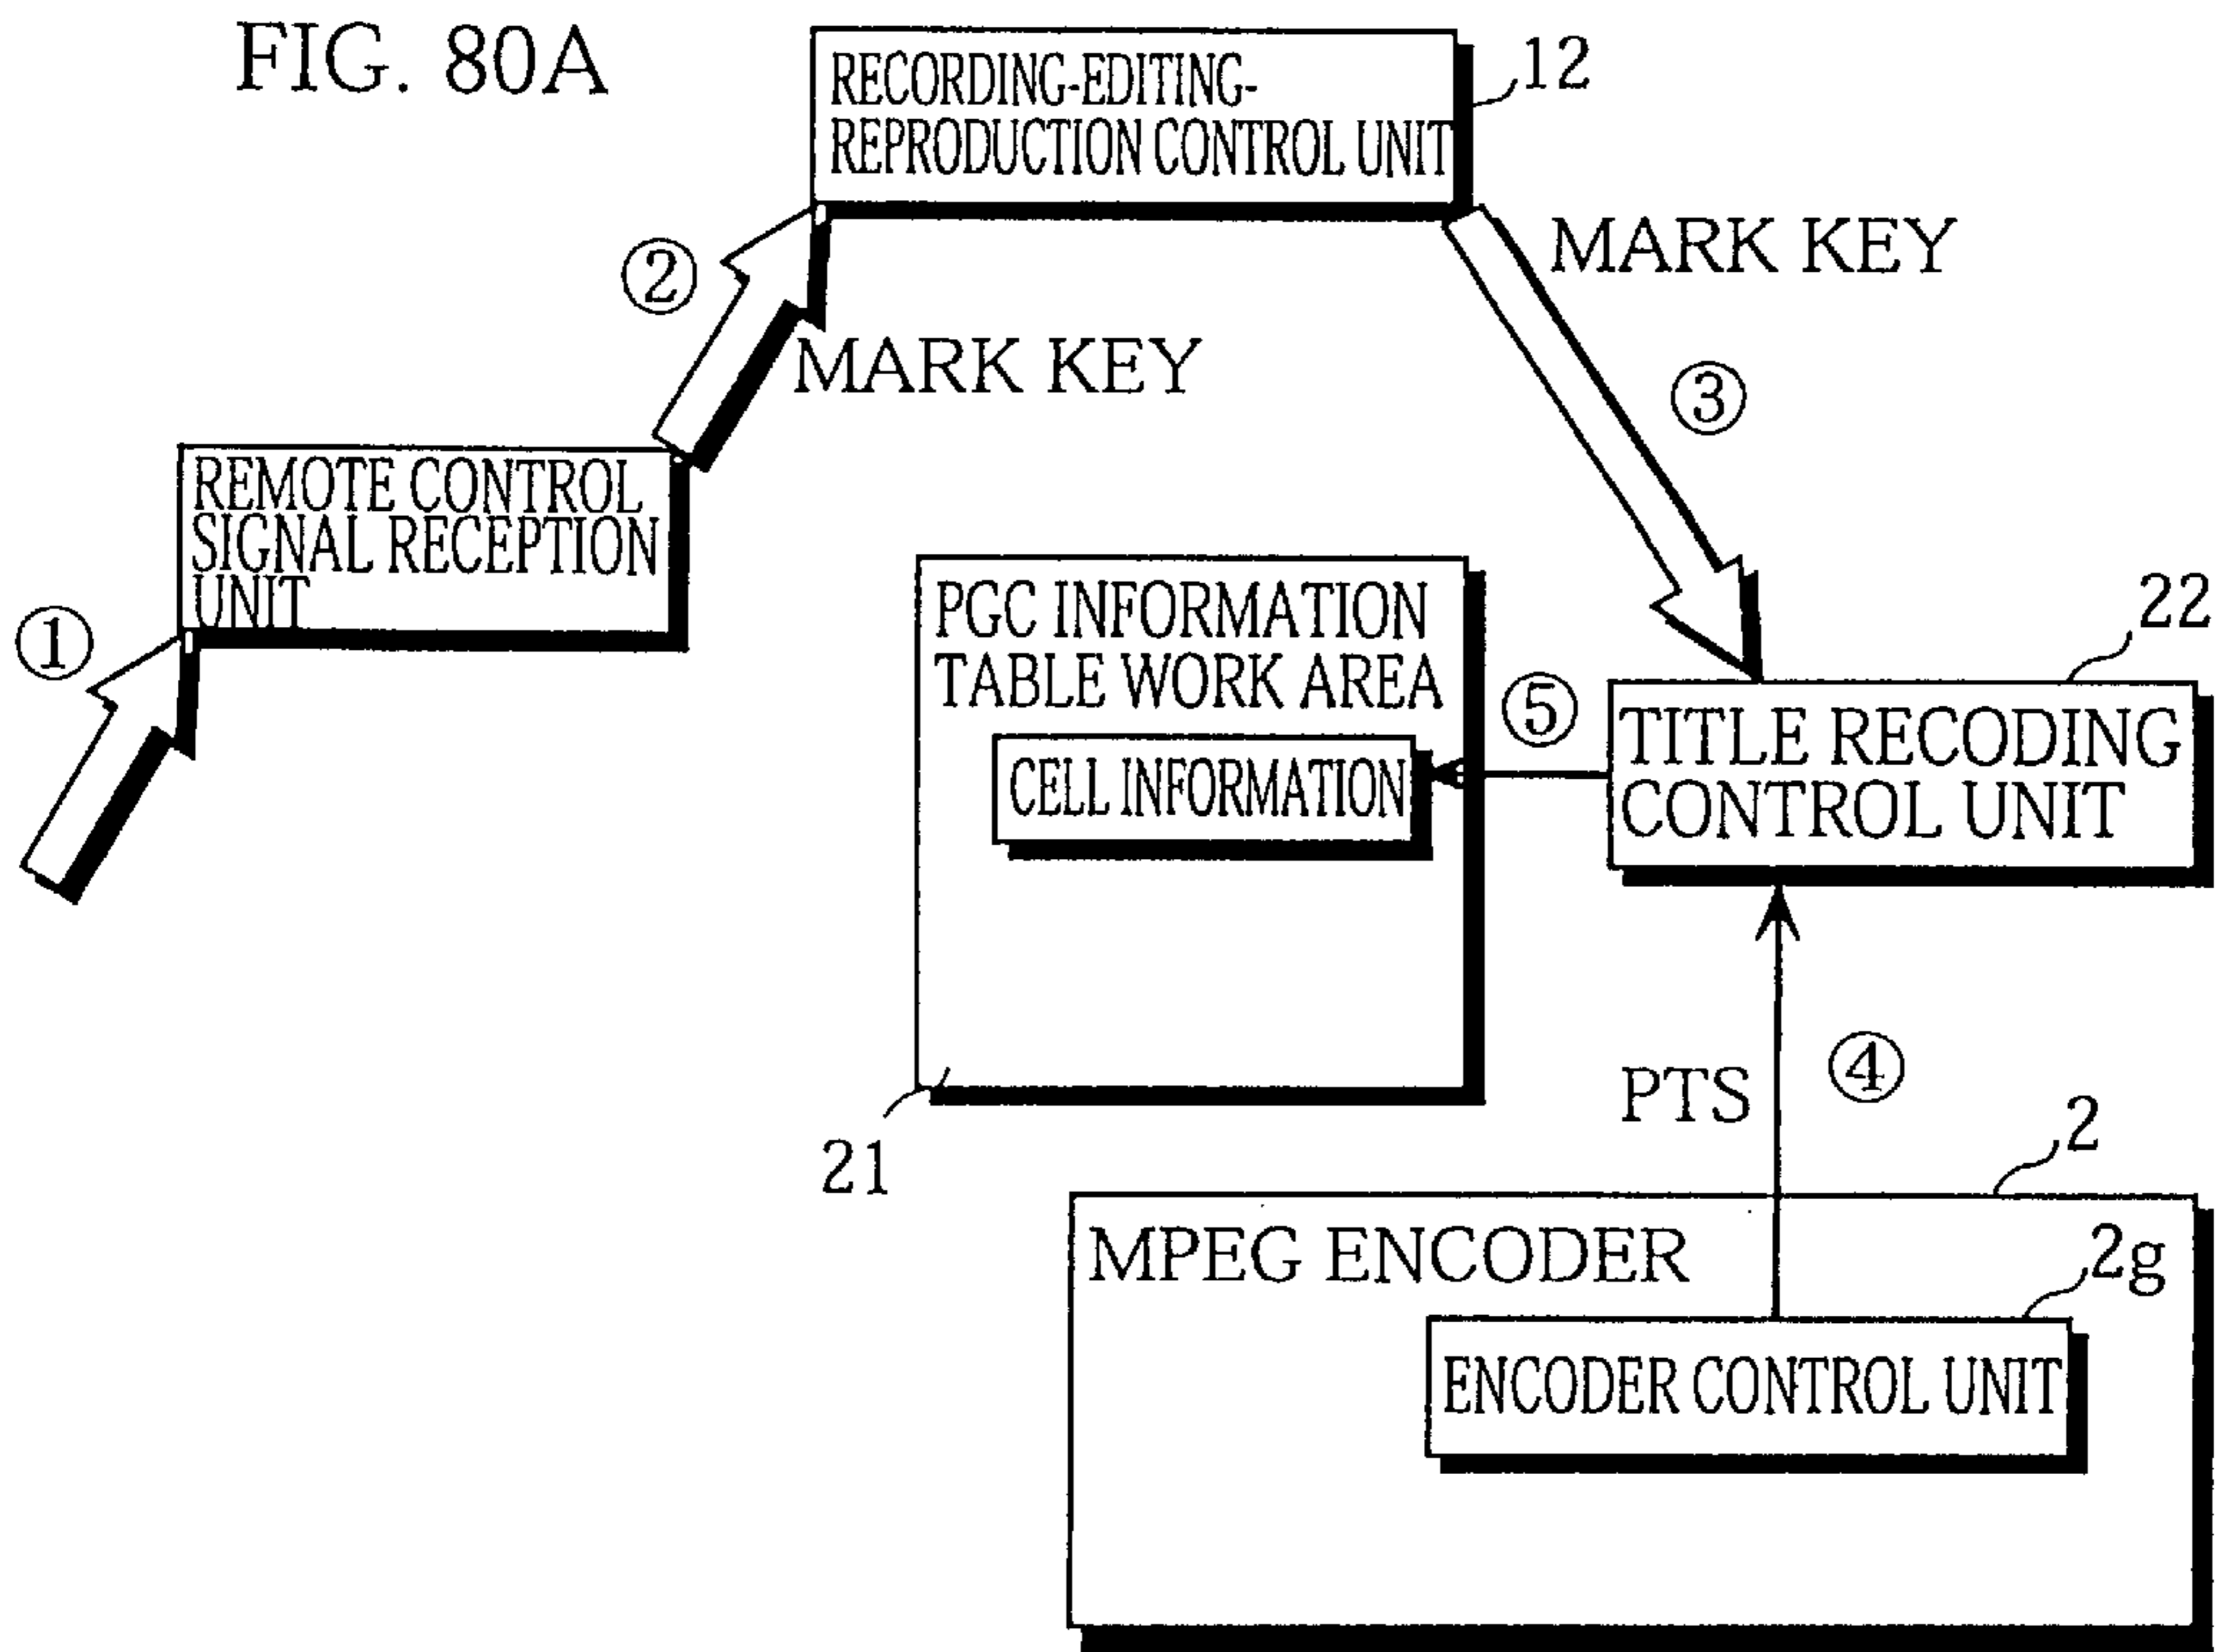 FIG. 80A
RECORDING-EDITING-
REPRODUCTION CONTROL UNIT
12
②
MARK KEY
MARK KEY
③
REMOTE CONTROL
SIGNAL RECEPTION
UNIT
①
PGC INFORMATION
TABLE WORK AREA
CELL INFORMATION
21
⑤
22
TITLE RECODING
CONTROL UNIT
PTS
④
2
MPEG ENCODER
2g
ENCODER CONTROL UNIT